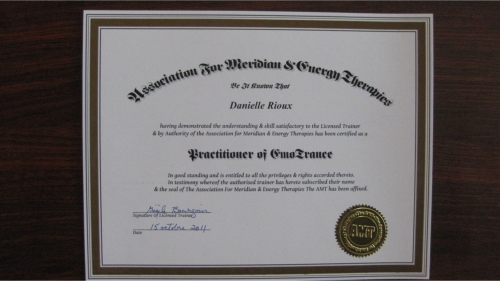 Association For Meridian & Energy Therapies
Be It Known That
Danielle Rioux
having demonstrated the understanding & skill satisfactory to the Licensed Trainer
& by Authority of the Association for Meridian & Energy Therapies has been certified as a
Practitioner of EmoTrance
In good standing and is entitled to all the privileges & rights accorded thereto.
In testimony whereof the authorised trainer has hereto subscribed their name
& the seal of The Association For Meridian & Energy Therapies The AMT has been affixed.
Signature Of Licensed Trainer
15 octobre 2011
Date
AMT